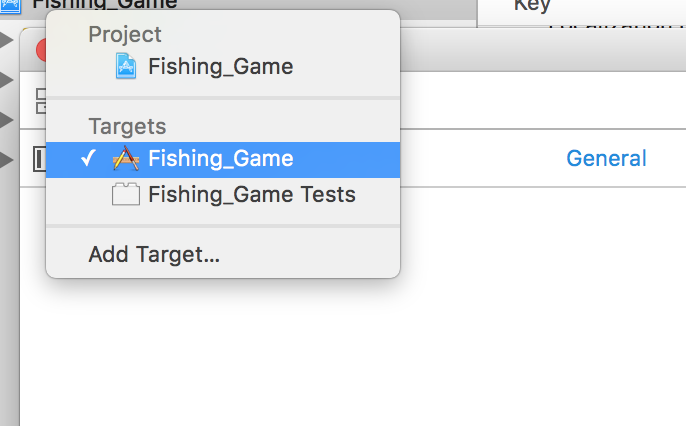 Fishing_Game
Key
Project
Fishing_Game
Targets
Fishing_Game
General
Fishing_Game Tests
Add Target...